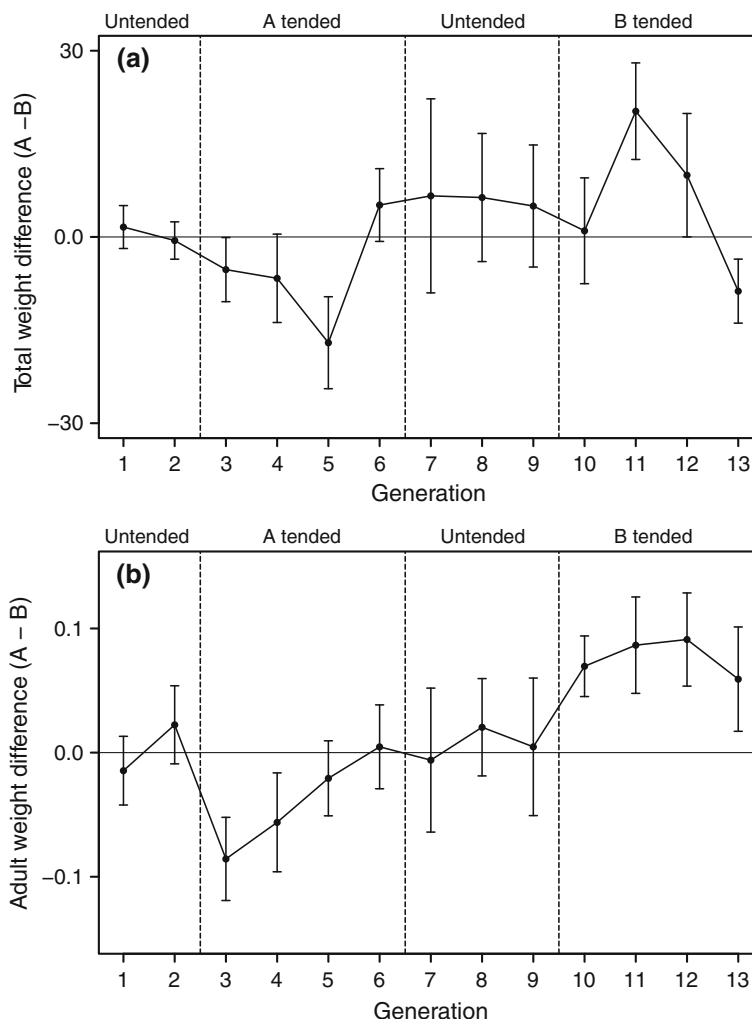 Untended A tended Untended B tended
(a)
Total weight difference (A −B)
30
0.0
−30
1 2 3 4 5 6 7 8 9 10 11 12 13
Generation
Untended A tended Untended B tended
(b)
Adult weight difference (A − B)
0.1
0.0
−0.1
1 2 3 4 5 6 7 8 9 10 11 12 13
Generation